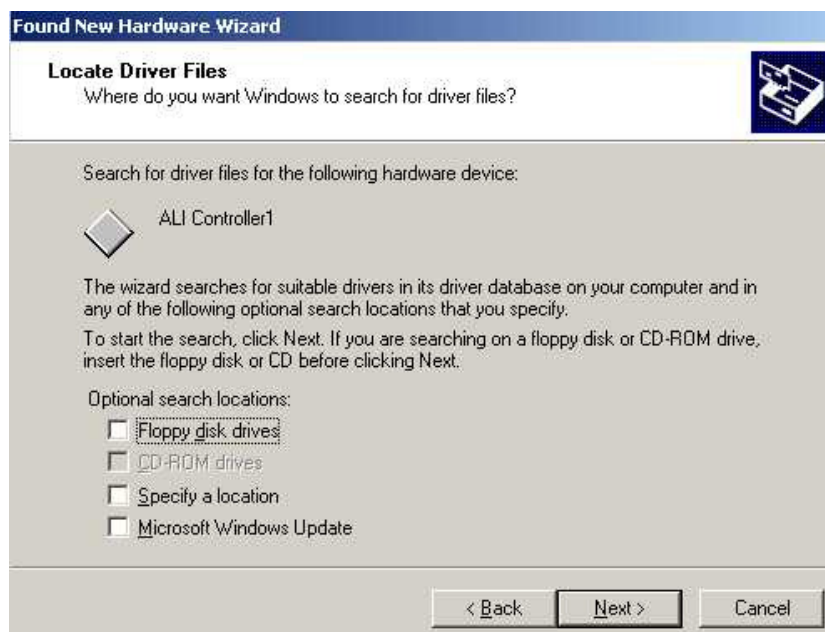 Found New Hardware Wizard
Locate Driver Files
Where do you want Windows to search for driver files?
Search for driver files for the following hardware device:
ALI Controller1
The wizard searches for suitable drivers in its driver database on your computer and in
any of the following optional search locations that you specify.
To start the search, click Next. If you are searching on a floppy disk or CD-ROM drive,
insert the floppy disk or CD before clicking Next.
Optional search locations:
Floppy disk drives
CD-ROM drives
Specify a location
Microsoft Windows Update
< Back Next > Cancel